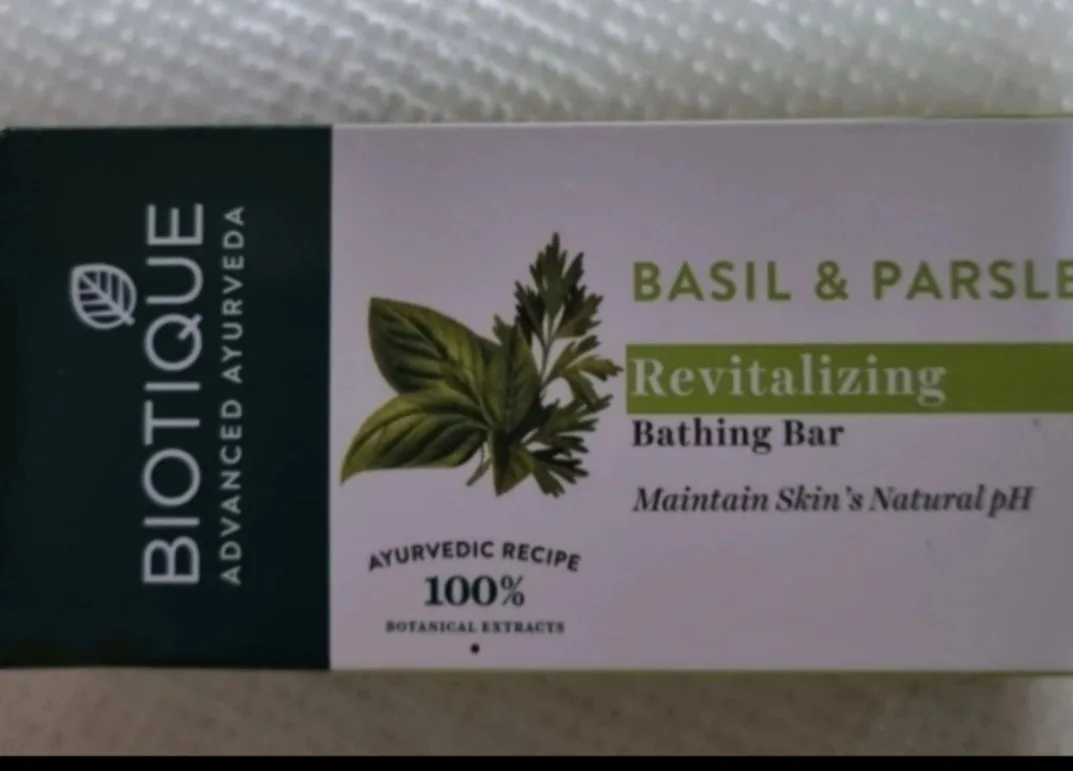 BIOTIQUE
ADVANCED AYURVEDA
BASIL & PARSLE
Revitalizing
Bathing Bar
Maintain Skin's Natural pH
AYURVEDIC RECIPE
100%
BOTANICAL EXTRACTS